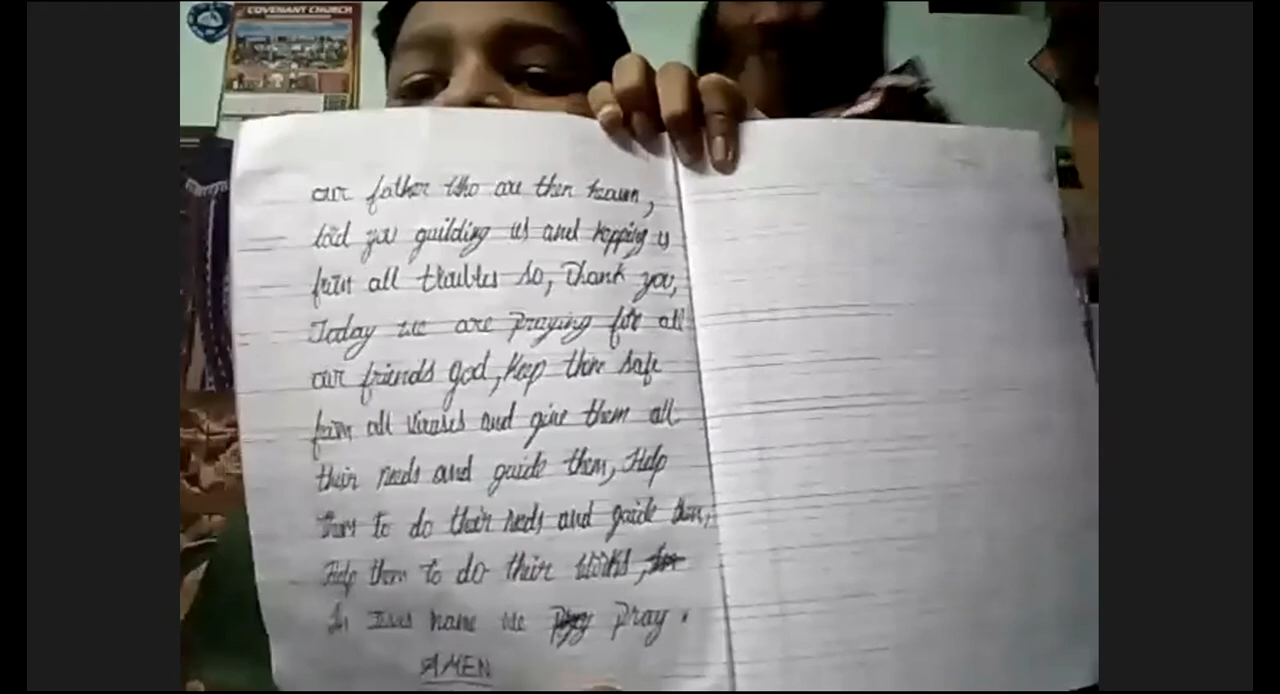 COVENANT CHURCH
our father who are then heaven,
lord you guilding us and kepping us
from all troubles so, Thank you,
Today we are praying for all
our friends god, Keep them safe
from all viruses and give them all
their needs and guide them, Help
them to do their needs and guide them,
Help them to do their works,
In Jesus name we pray.
AMEN